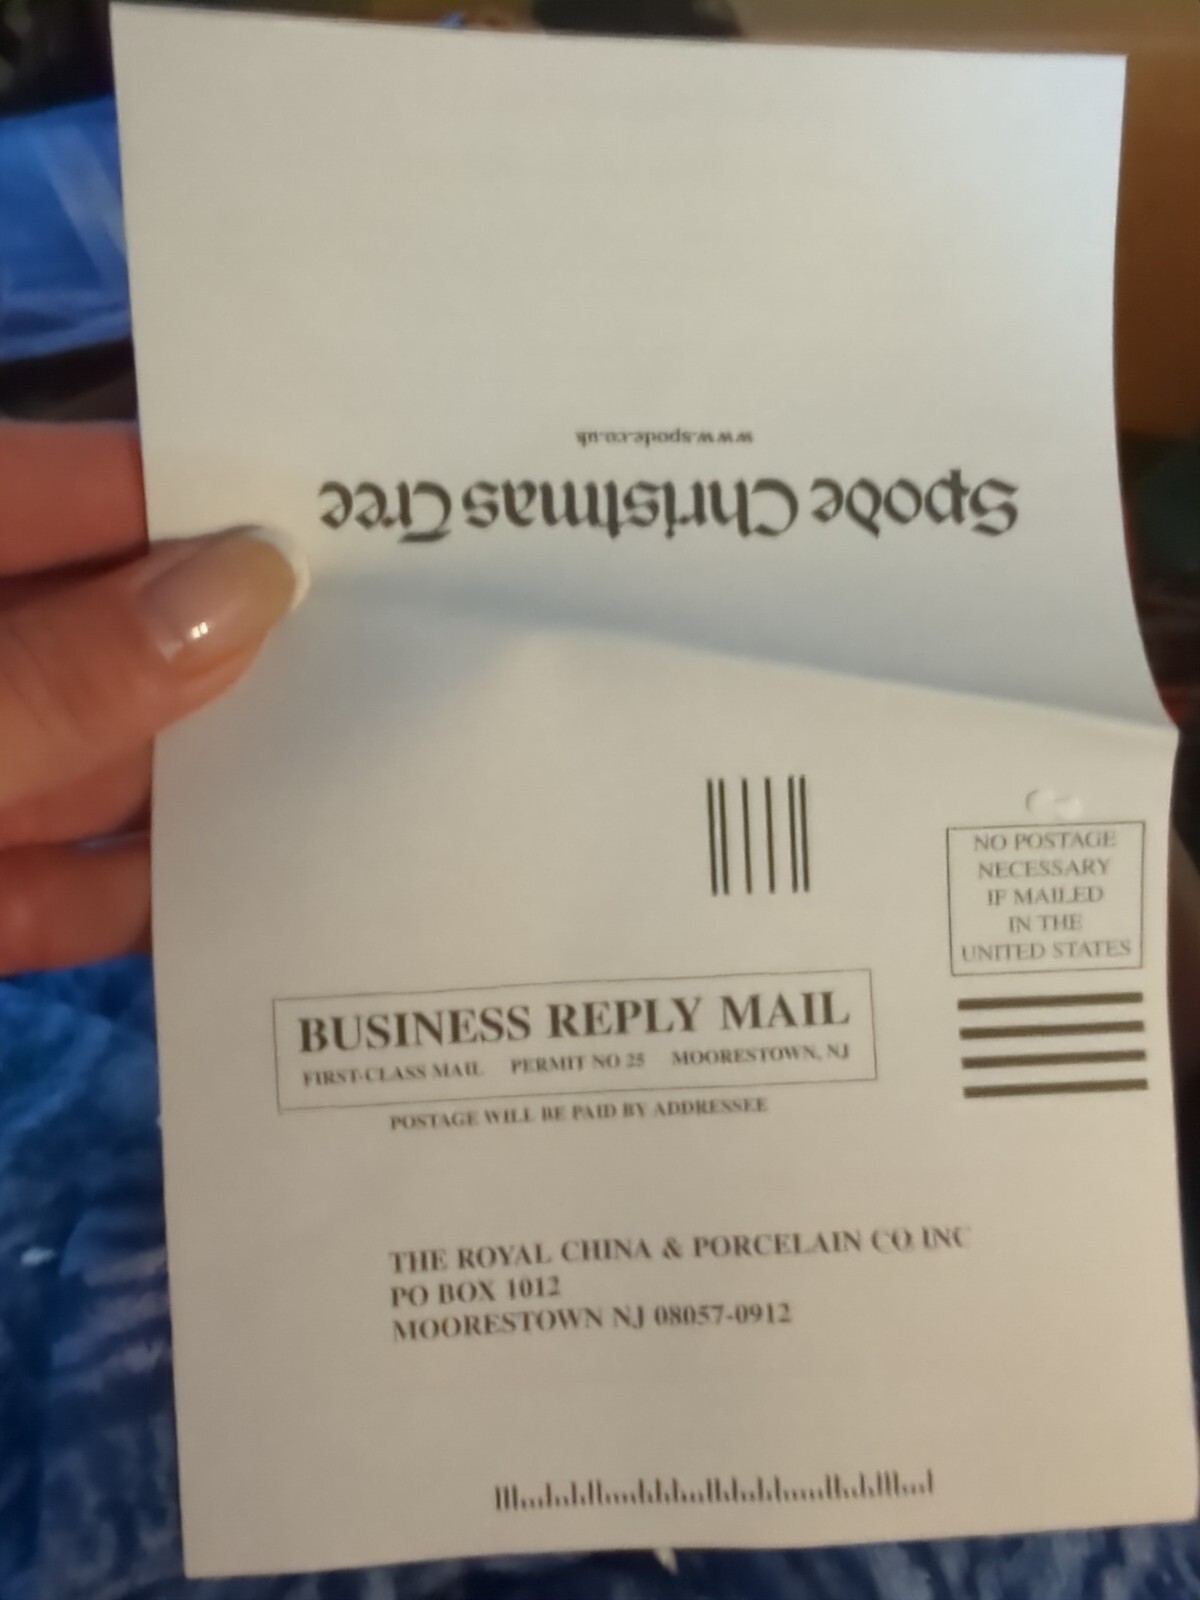 www.spode.co.uk
Spode Christmas Tree
NO POSTAGE
NECESSARY
IF MAILED
IN THE
UNITED STATES
BUSINESS REPLY MAIL
FIRST-CLASS MAIL PERMIT NO 25 MOORESTOWN, NJ
POSTAGE WILL BE PAID BY ADDRESSEE
THE ROYAL CHINA & PORCELAIN CO INC
PO BOX 1012
MOORESTOWN NJ 08057-0912